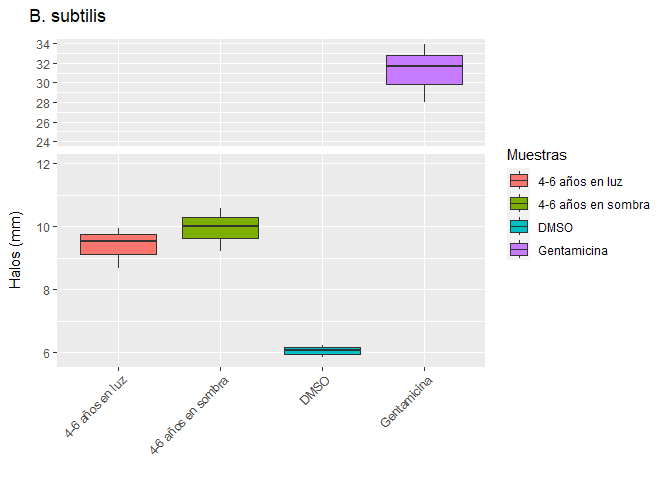 B. subtilis
34
32
30
28
26
24
12
10
8
6
Halos (mm)
4-6 años en luz
4-6 años en sombra
DMSO
Gentamicina
Muestras
4-6 años en luz
4-6 años en sombra
DMSO
Gentamicina